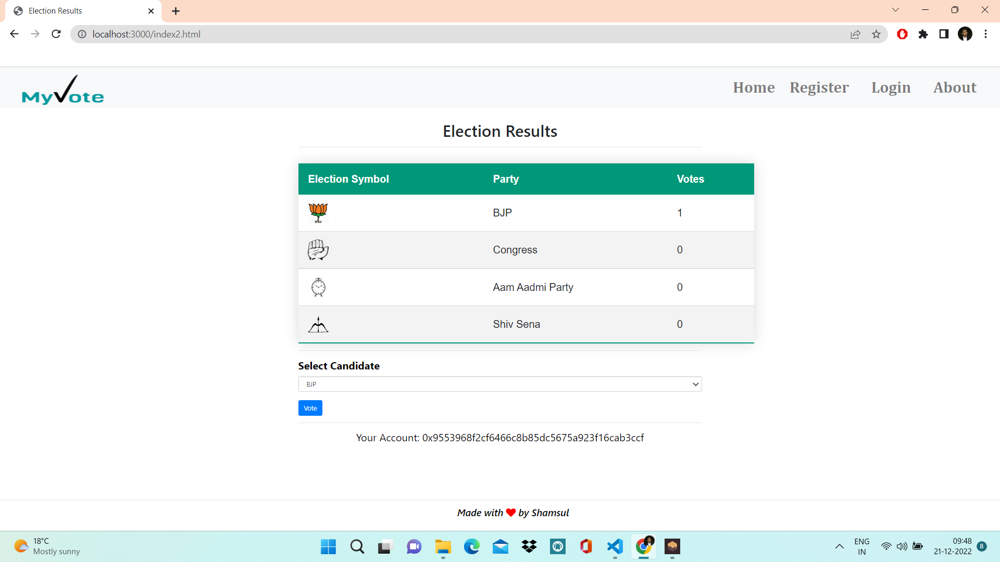 Election Results
localhost:3000/index2.html
MyVote
Home Register Login About
Election Results
Election Symbol Party Votes
BJP 1
Congress 0
Aam Aadmi Party 0
Shiv Sena 0
Select Candidate
BJP
Vote
Your Account: 0x9553968f2cf6466c8b85dc5675a923f16cab3ccf
Made with ❤ by Shamsul
18°C
Mostly sunny
ENG
IN
09:48
21-12-2022
8